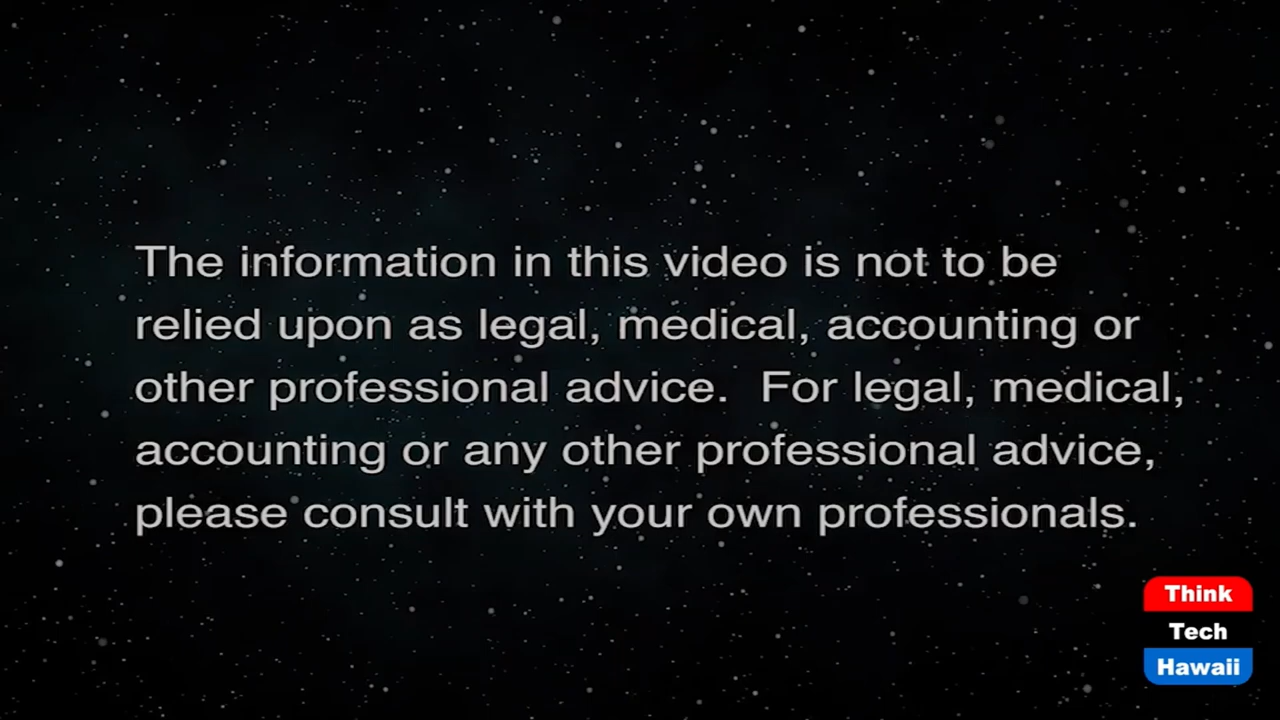 The information in this video is not to be
relied upon as legal, medical, accounting or
other professional advice.  For legal, medical,
accounting or any other professional advice,
please consult with your own professionals.
Think
Tech
Hawaii